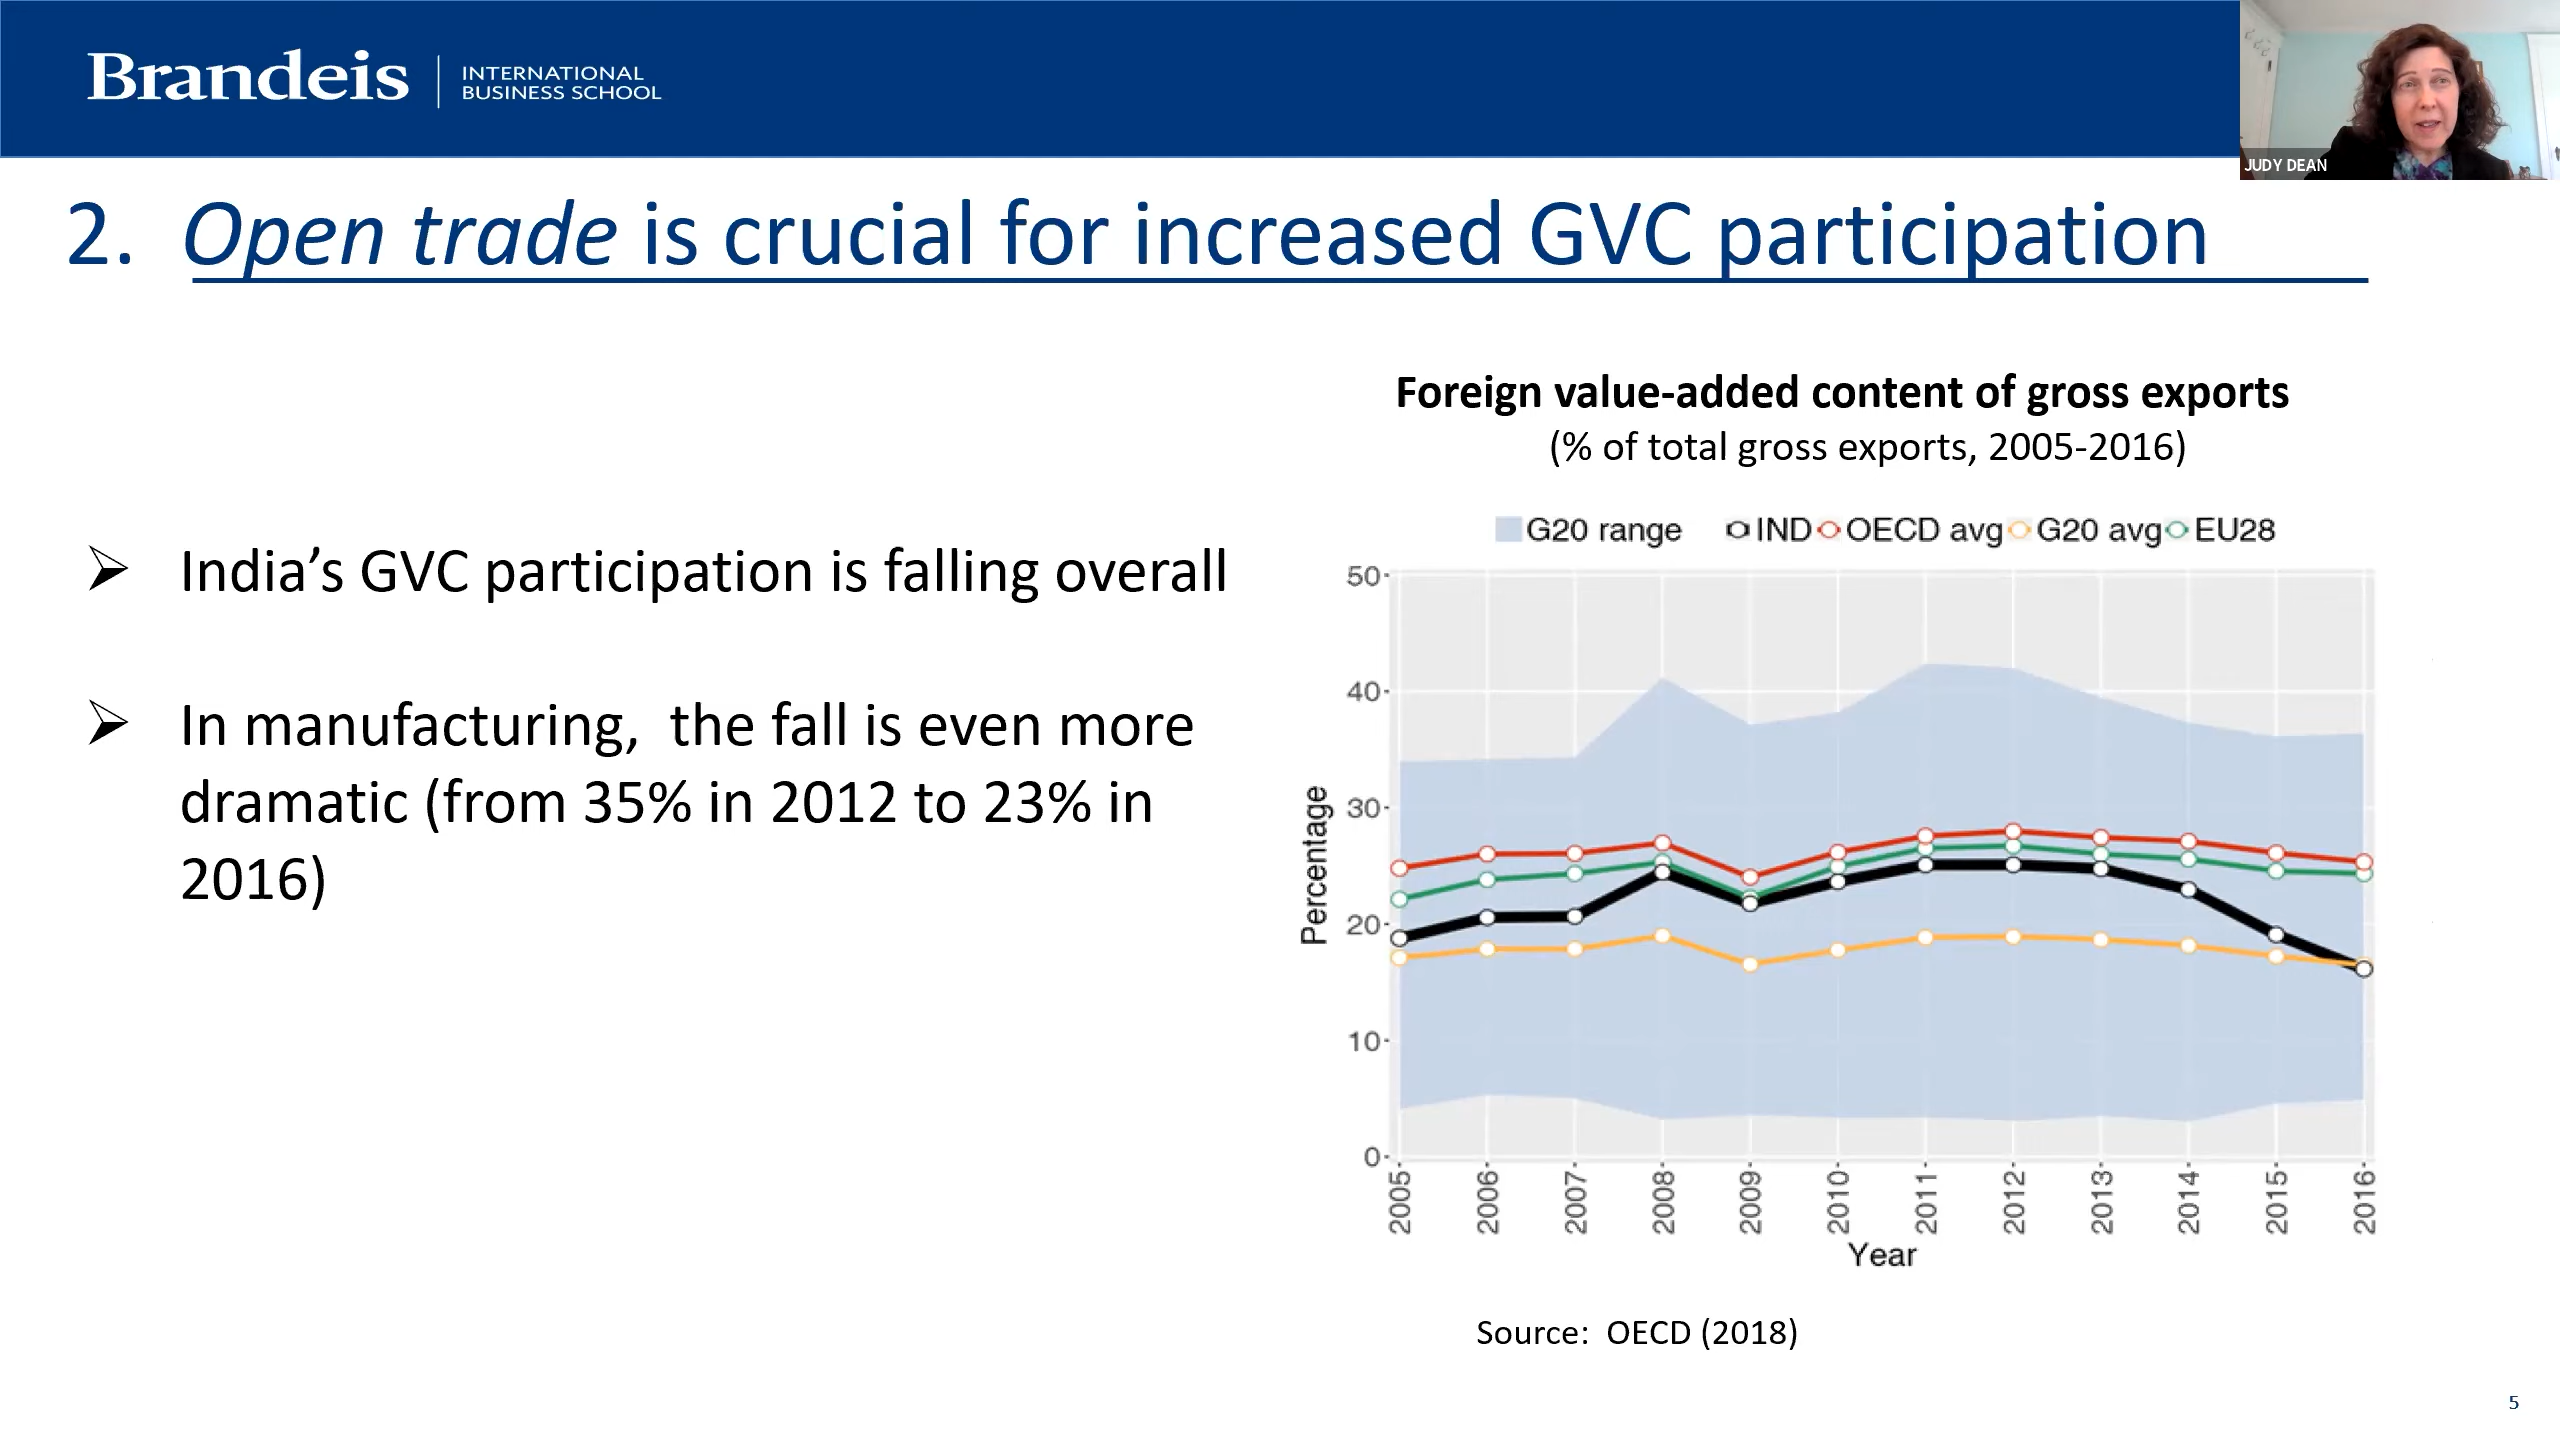 Brandeis
INTERNATIONAL
BUSINESS SCHOOL
JUDY DEAN
2. Open trade is crucial for increased GVC participation
➢ India’s GVC participation is falling overall
➢ In manufacturing, the fall is even more
dramatic (from 35% in 2012 to 23% in
2016)
Foreign value-added content of gross exports
(% of total gross exports, 2005-2016)
G20 range IND OECD avg G20 avg EU28
50
40
30
20
10
0
Percentage
2005 2006 2007 2008 2009 2010 2011 2012 2013 2014 2015 2016
Year
Source: OECD (2018)
5